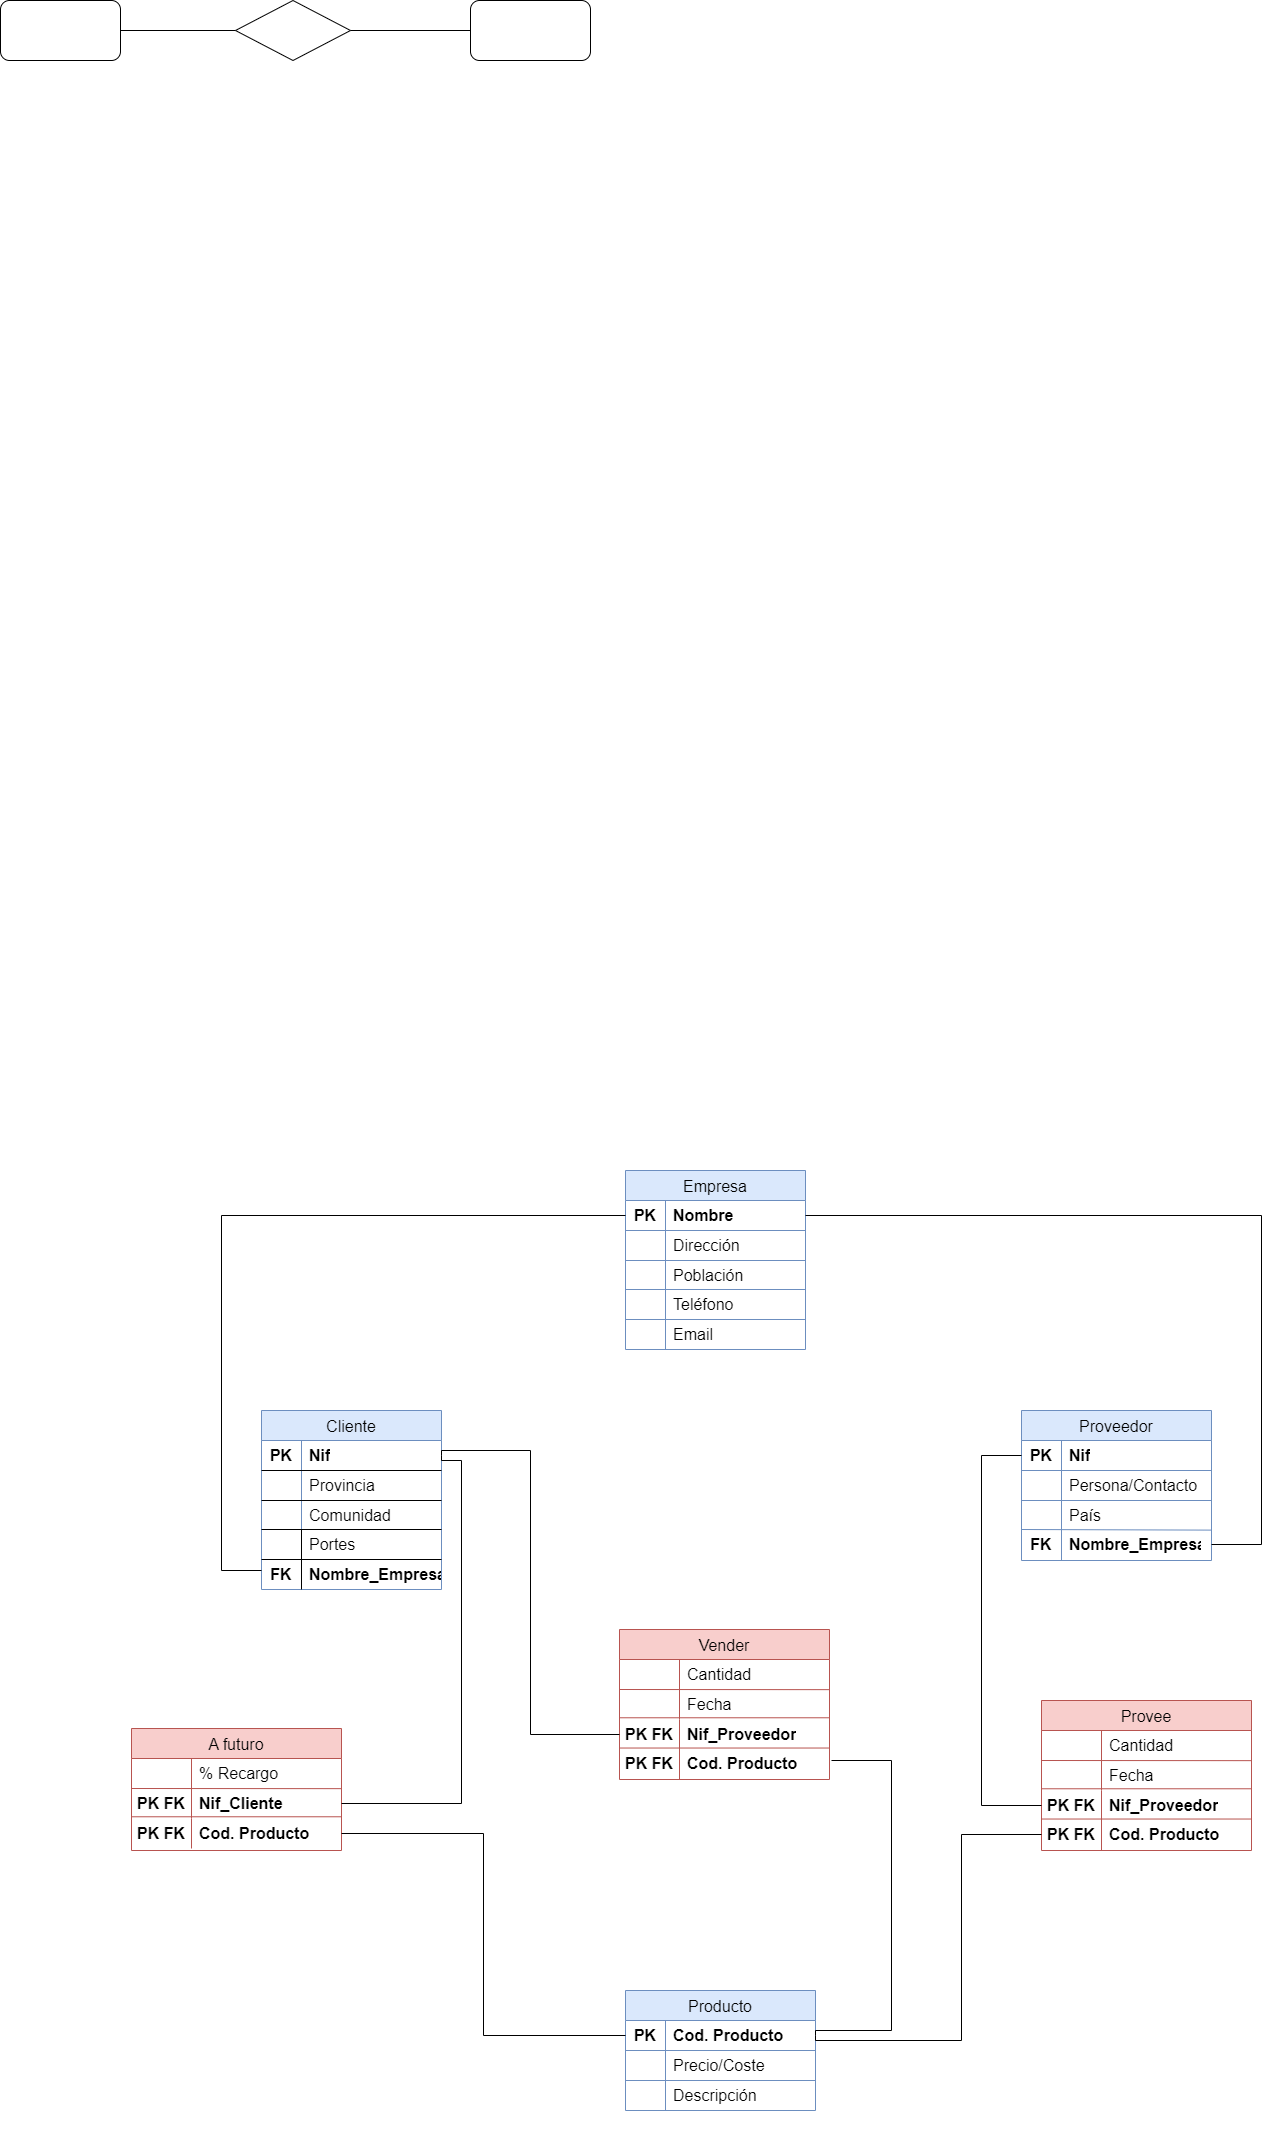 Empresa
PK Nombre
Dirección
Población
Teléfono
Email
Cliente
PK Nif
Provincia
Comunidad
Portes
FK Nombre_Empresa
Proveedor
PK Nif
Persona/Contacto
País
FK Nombre_Empresa
Vender
Cantidad
Fecha
PK FK Nif_Proveedor
PK FK Cod. Producto
A futuro
% Recargo
PK FK Nif_Cliente
PK FK Cod. Producto
Provee
Cantidad
Fecha
PK FK Nif_Proveedor
PK FK Cod. Producto
Producto
PK Cod. Producto
Precio/Coste
Descripción